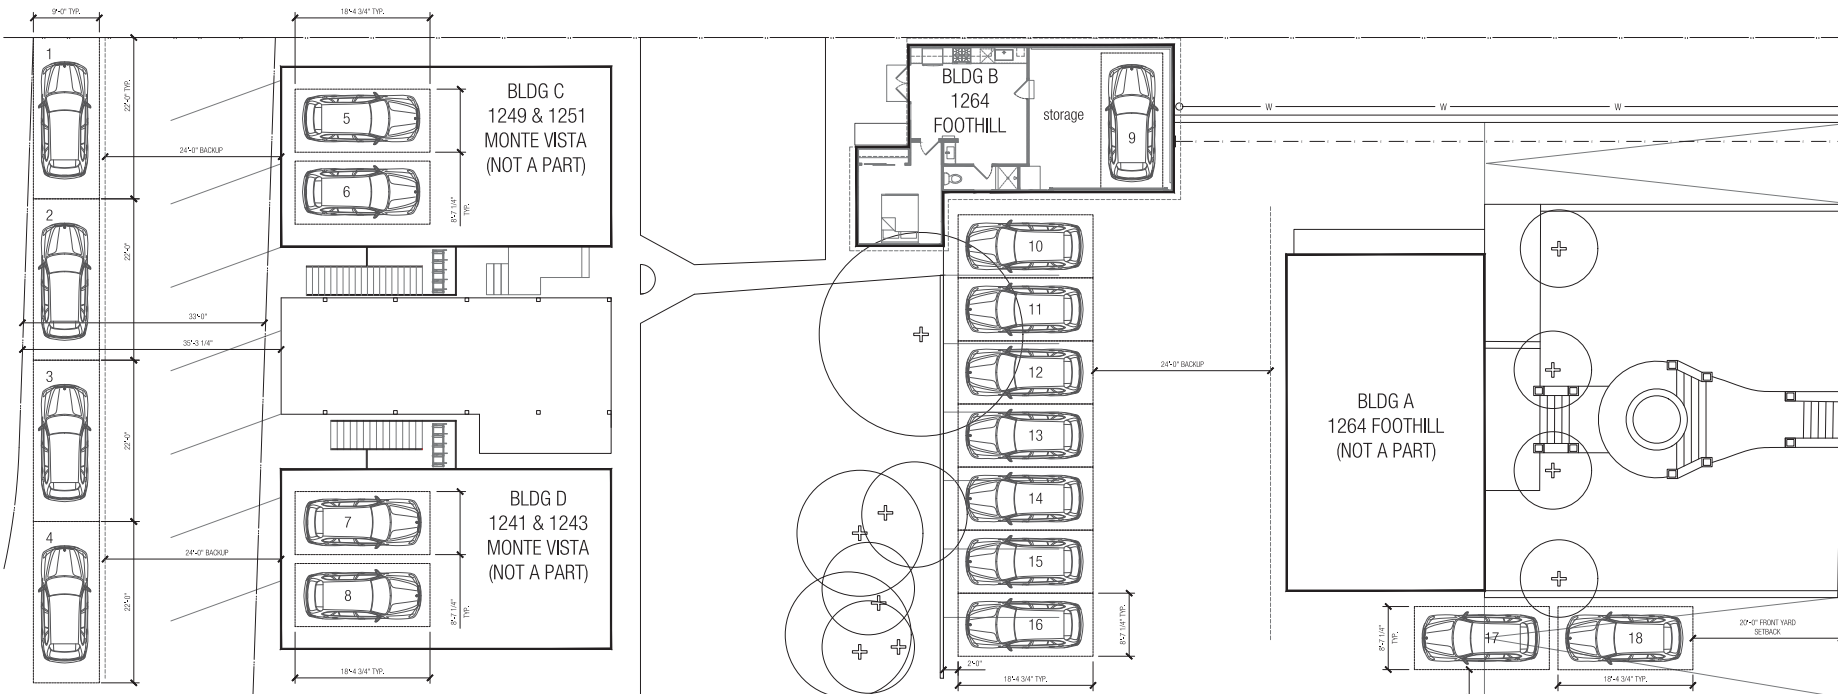 9'-0" TYP.
18'-4 3/4" TYP.
1
22'-0" TYP.
24'-0" BACKUP
2
22'-0"
33'-0"
35'-3 1/4"
3
22'-0"
4
24'-0" BACKUP
22'-0"
5
6
8'-7 1/4"
TYP.
BLDG C
1249 & 1251
MONTE VISTA
(NOT A PART)
7
8
8'-7 1/4"
TYP.
BLDG D
1241 & 1243
MONTE VISTA
(NOT A PART)
18'-4 3/4" TYP.
BLDG B
1264
FOOTHILL
storage
9
W
W
W
10
11
12
13
14
15
16
24'-0" BACKUP
8'-7 1/4" TYP.
2'-0"
18'-4 3/4" TYP.
BLDG A
1264 FOOTHILL
(NOT A PART)
8'-7 1/4"
TYP.
17
18
20'-0" FRONT YARD
SETBACK
18'-4 3/4" TYP.